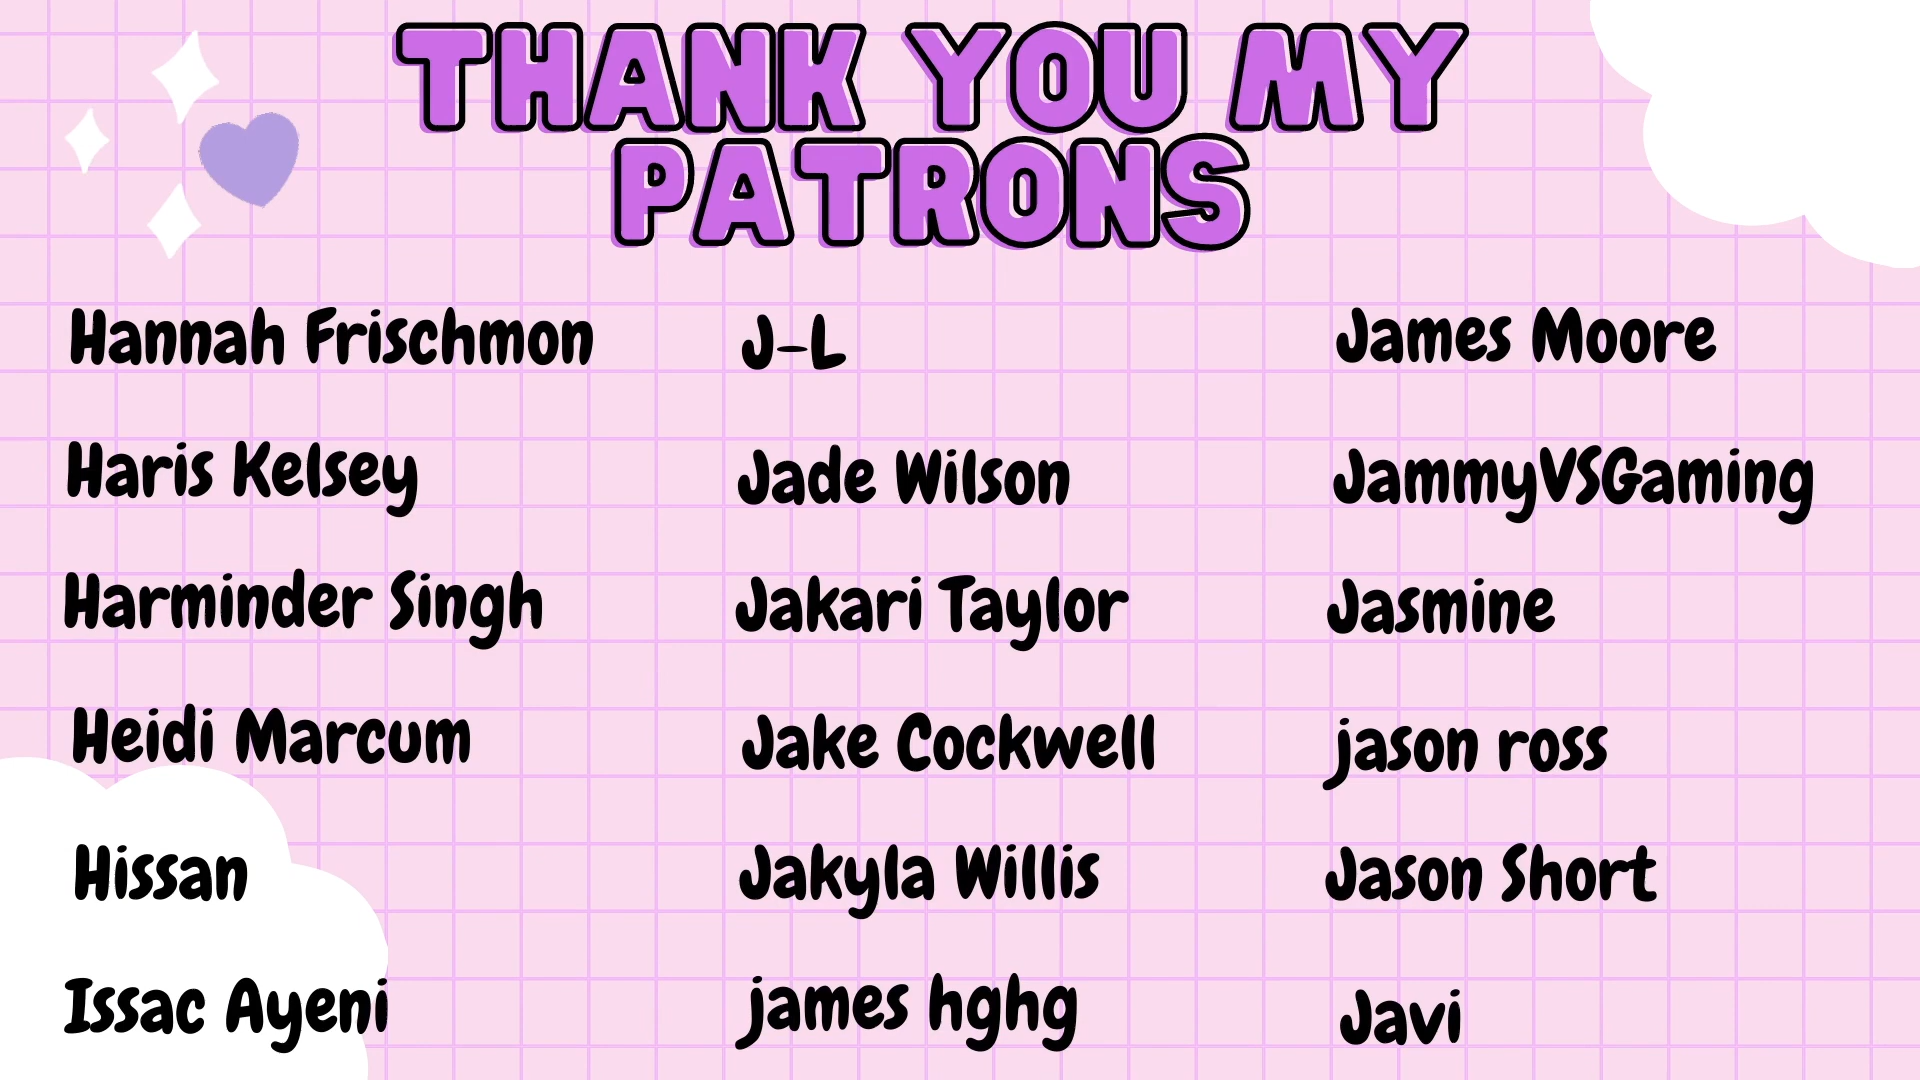 THANK YOU MY
PATRONS
Hannah Frischmon
Haris Kelsey
Harminder Singh
Heidi Marcum
Hissan
Issac Ayeni
J-L
Jade Wilson
Jakari Taylor
Jake Cockwell
Jakyla Willis
james hghg
James Moore
JammyVSGaming
Jasmine
jason ross
Jason Short
Javi